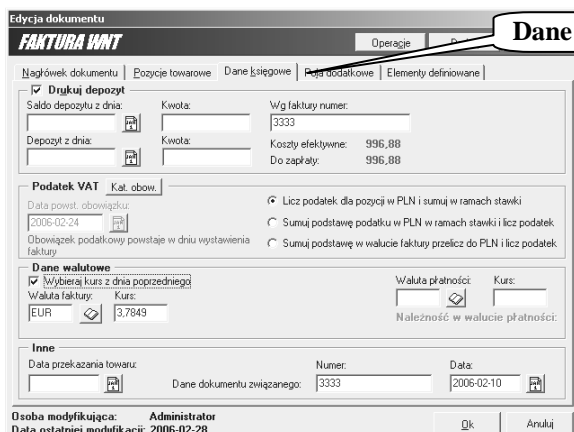 Edycja dokumentu
FAKTURA WNT
Operacje
Dane
Nagłówek dokumentu Pozycje towarowe Dane księgowe Pola dodatkowe Elementy definiowane
Drukuj depozyt
Saldo depozytu z dnia: Kwota: Wg faktury numer:
3333
Depozyt z dnia: Kwota: Koszty efektywne: 996,88
Do zapłaty: 996,88
Podatek VAT Kat. obow.
Data powst. obowiązku:
2006-02-24
Obowiązek podatkowy powstaje w dniu wystawienia faktury
Licz podatek dla pozycji w PLN i sumuj w ramach stawki
Sumuj podstawę podatku w PLN w ramach stawki i licz podatek
Sumuj podstawę w walucie faktury przelicz do PLN i licz podatek
Dane walutowe
Wybieraj kurs z dnia poprzedniego
Waluta faktury: Kurs: Waluta płatności: Kurs:
EUR 3,7849
Należność w walucie płatności:
Inne
Data przekazania towaru: Numer: Data:
Dane dokumentu związanego: 3333 2006-02-10
Osoba modyfikująca: Administrator
Data ostatniej modyfikacji: 2006-02-28
Ok Anuluj